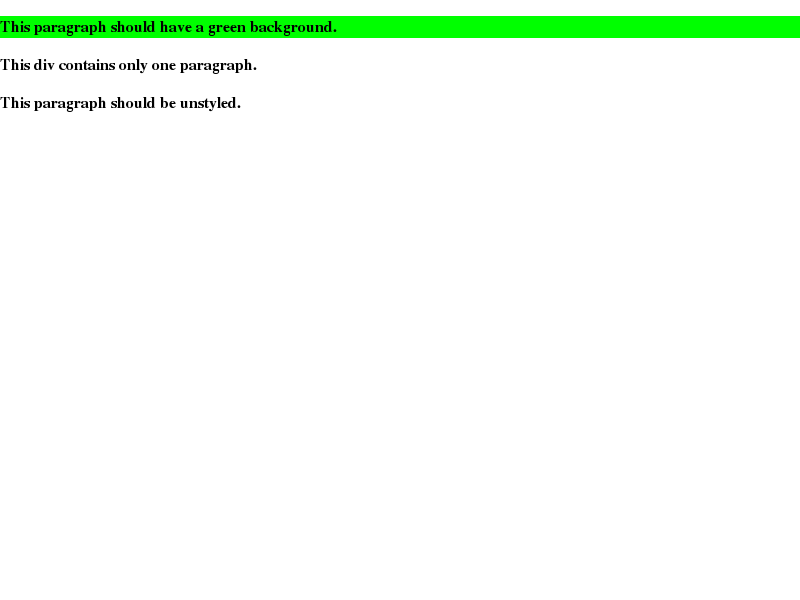 This paragraph should have a green background.
This div contains only one paragraph.
This paragraph should be unstyled.